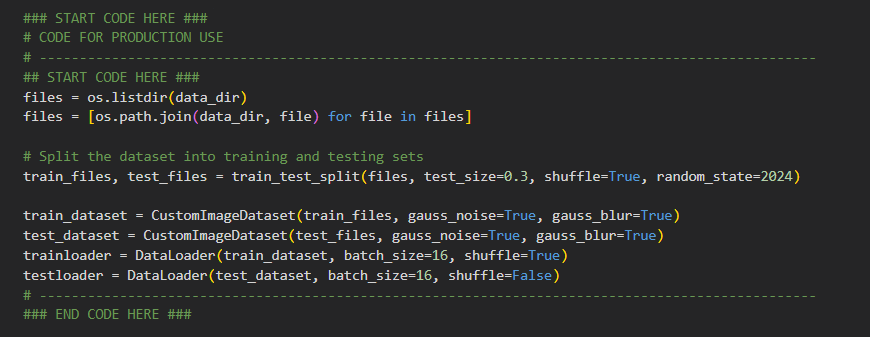 ### START CODE HERE ###
# CODE FOR PRODUCTION USE
# --------------------------------------------------------------------------------------------------
## START CODE HERE ###
files = os.listdir(data_dir)
files = [os.path.join(data_dir, file) for file in files]
# Split the dataset into training and testing sets
train_files, test_files = train_test_split(files, test_size=0.3, shuffle=True, random_state=2024)
train_dataset = CustomImageDataset(train_files, gauss_noise=True, gauss_blur=True)
test_dataset = CustomImageDataset(test_files, gauss_noise=True, gauss_blur=True)
trainloader = DataLoader(train_dataset, batch_size=16, shuffle=True)
testloader = DataLoader(test_dataset, batch_size=16, shuffle=False)
# --------------------------------------------------------------------------------------------------
### END CODE HERE ###